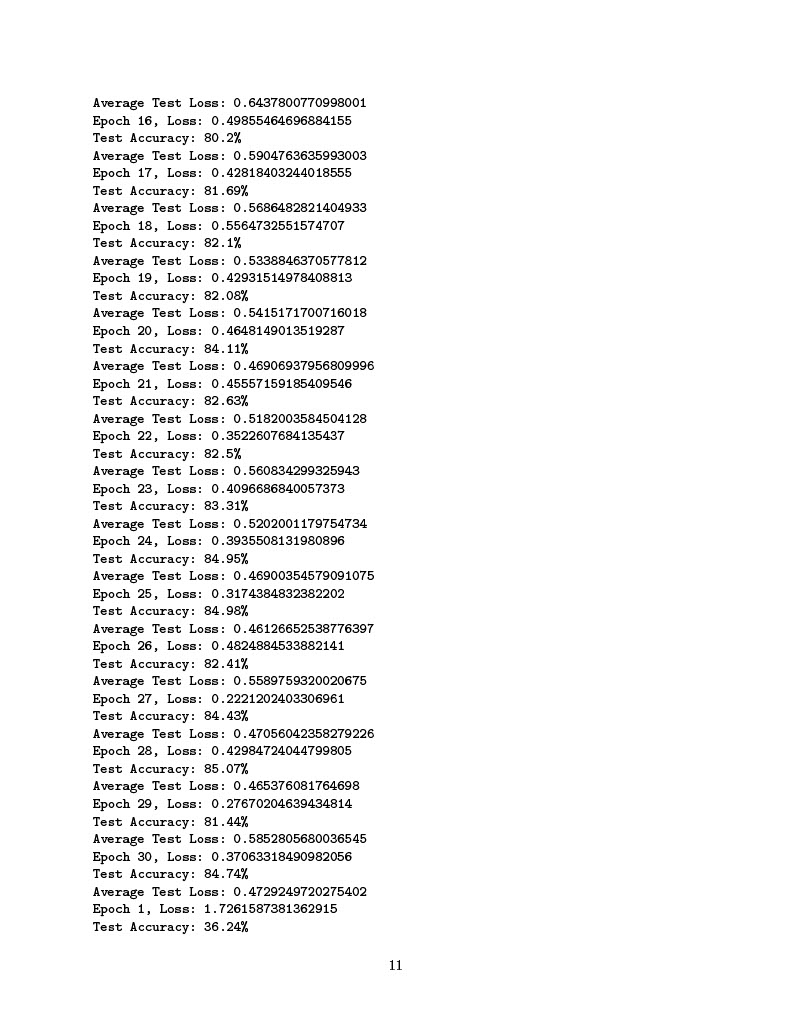 Average Test Loss: 0.6437800770998001
Epoch 16, Loss: 0.49855464696884155
Test Accuracy: 80.2%
Average Test Loss: 0.5904763635993003
Epoch 17, Loss: 0.42818403244018555
Test Accuracy: 81.69%
Average Test Loss: 0.5686482821404933
Epoch 18, Loss: 0.5564732551574707
Test Accuracy: 82.1%
Average Test Loss: 0.5338846370577812
Epoch 19, Loss: 0.42931514978408813
Test Accuracy: 82.08%
Average Test Loss: 0.5415171700716018
Epoch 20, Loss: 0.4648149013519287
Test Accuracy: 84.11%
Average Test Loss: 0.46906937956809996
Epoch 21, Loss: 0.45557159185409546
Test Accuracy: 82.63%
Average Test Loss: 0.5182003584504128
Epoch 22, Loss: 0.3522607684135437
Test Accuracy: 82.5%
Average Test Loss: 0.560834299325943
Epoch 23, Loss: 0.4096686840057373
Test Accuracy: 83.31%
Average Test Loss: 0.5202001179754734
Epoch 24, Loss: 0.3935508131980896
Test Accuracy: 84.95%
Average Test Loss: 0.46900354579091075
Epoch 25, Loss: 0.3174384832382202
Test Accuracy: 84.98%
Average Test Loss: 0.46126652538776397
Epoch 26, Loss: 0.4824884533882141
Test Accuracy: 82.41%
Average Test Loss: 0.5589759320020675
Epoch 27, Loss: 0.2221202403306961
Test Accuracy: 84.43%
Average Test Loss: 0.47056042358279226
Epoch 28, Loss: 0.42984724044799805
Test Accuracy: 85.07%
Average Test Loss: 0.465376081764698
Epoch 29, Loss: 0.27670204639434814
Test Accuracy: 81.44%
Average Test Loss: 0.5852805680036545
Epoch 30, Loss: 0.37063318490982056
Test Accuracy: 84.74%
Average Test Loss: 0.4729249720275402
Epoch 1, Loss: 1.7261587381362915
Test Accuracy: 36.24%
11